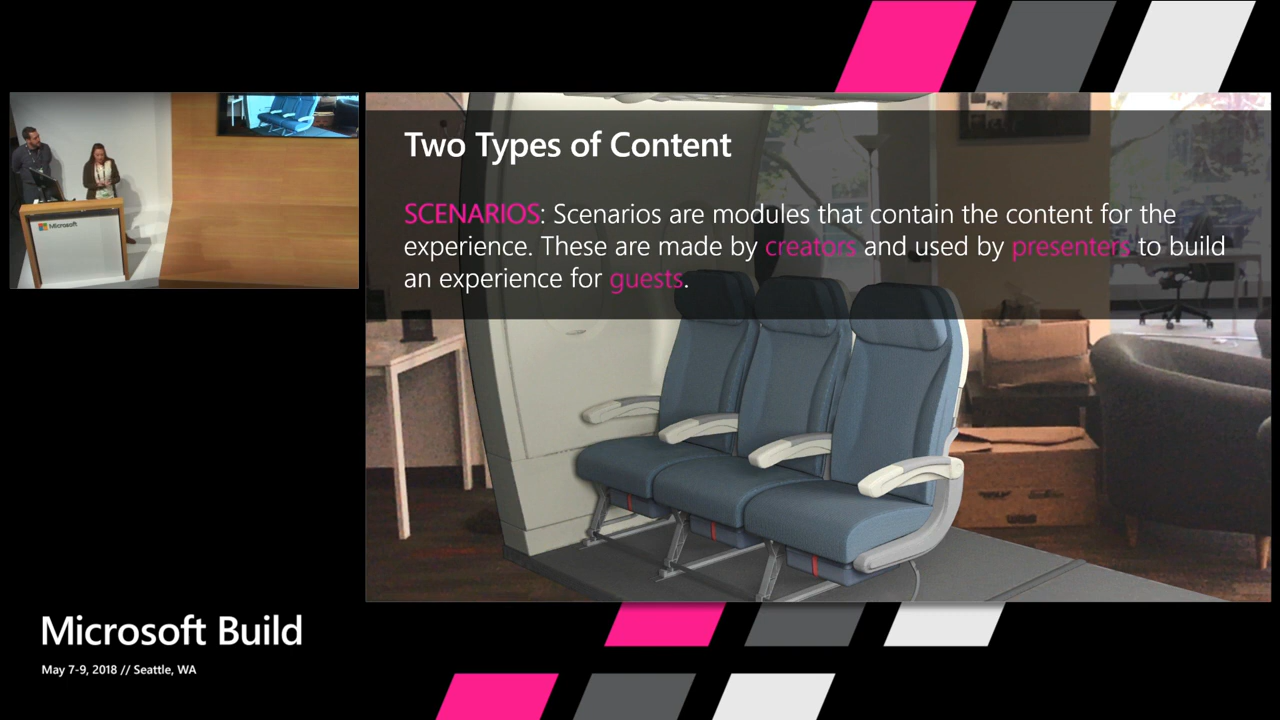 Microsoft
Two Types of Content
SCENARIOS: Scenarios are modules that contain the content for the
experience. These are made by creators and used by presenters to build
an experience for guests.
Microsoft Build
May 7-9, 2018 // Seattle, WA